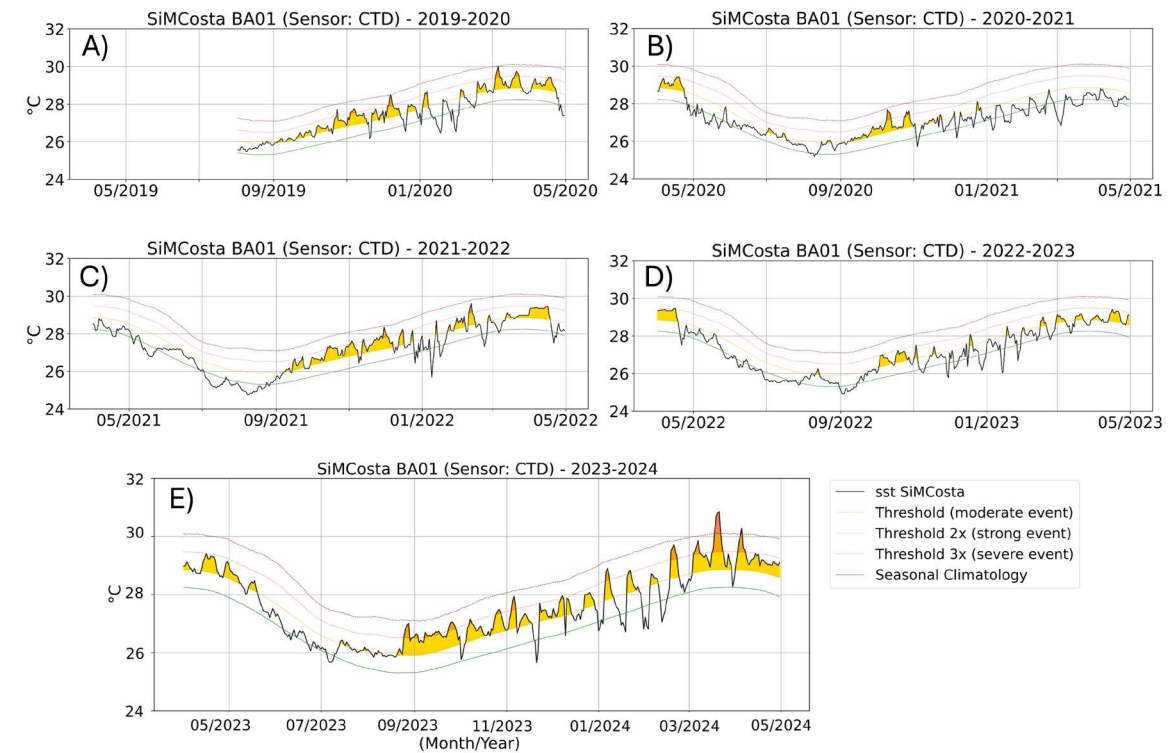 SiMCosta BA01 (Sensor: CTD) - 2019-2020
A)
°C
32
30
28
26
24
05/2019
09/2019
01/2020
05/2020
SiMCosta BA01 (Sensor: CTD) - 2020-2021
B)
32
30
28
26
24
05/2020
09/2020
01/2021
05/2021
SiMCosta BA01 (Sensor: CTD) - 2021-2022
C)
°C
32
30
28
26
24
05/2021
09/2021
01/2022
05/2022
SiMCosta BA01 (Sensor: CTD) - 2022-2023
D)
32
30
28
26
24
05/2022
09/2022
01/2023
05/2023
SiMCosta BA01 (Sensor: CTD) - 2023-2024
E)
°C
32
30
28
26
24
05/2023
07/2023
09/2023
11/2023
01/2024
03/2024
05/2024
(Month/Year)
sst SiMCosta
Threshold (moderate event)
Threshold 2x (strong event)
Threshold 3x (severe event)
Seasonal Climatology